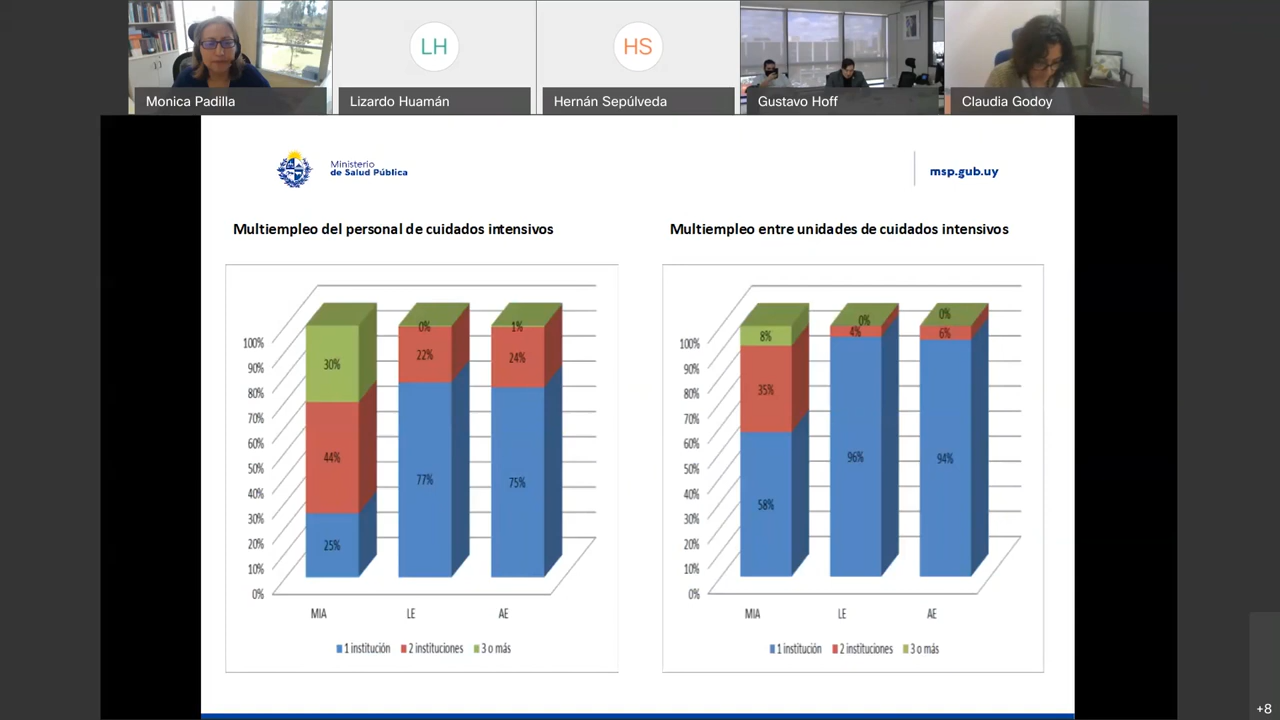 LH
HS
Monica Padilla
Lizardo Huamán
Hernán Sepúlveda
Gustavo Hoff
Claudia Godoy
Ministerio
de Salud Pública
msp.gub.uy
Multiempleo del personal de cuidados intensivos
100%
90%
80%
70%
60%
50%
40%
30%
20%
10%
0%
30%
44%
25%
0%
22%
77%
1%
24%
75%
MIA
LE
AE
1 institución
2 instituciones
3 o más
Multiempleo entre unidades de cuidados intensivos
100%
90%
80%
70%
60%
50%
40%
30%
20%
10%
0%
8%
35%
58%
0%
4%
96%
0%
6%
94%
MIA
LE
AE
1 institución
2 instituciones
3 o más
+8